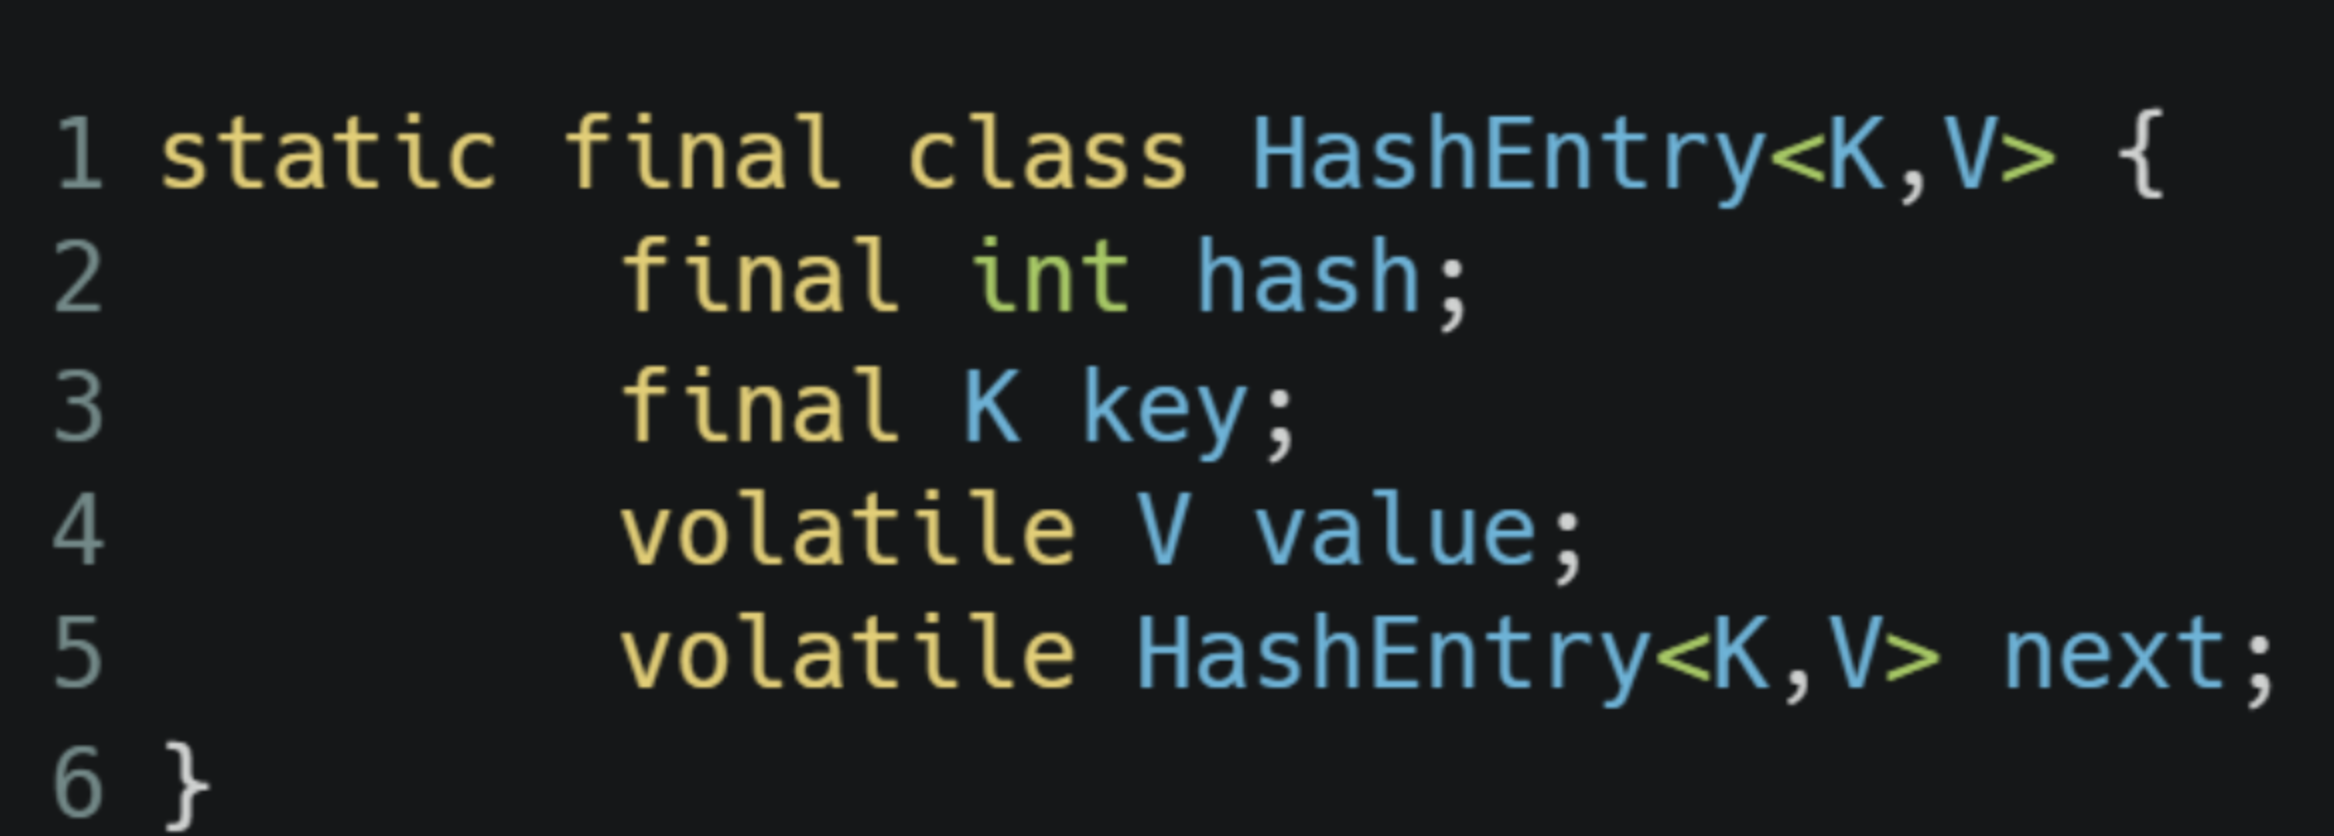 1 static final class HashEntry<K,V> {
2         final int hash;
3         final K key;
4         volatile V value;
5         volatile HashEntry<K,V> next;
6 }